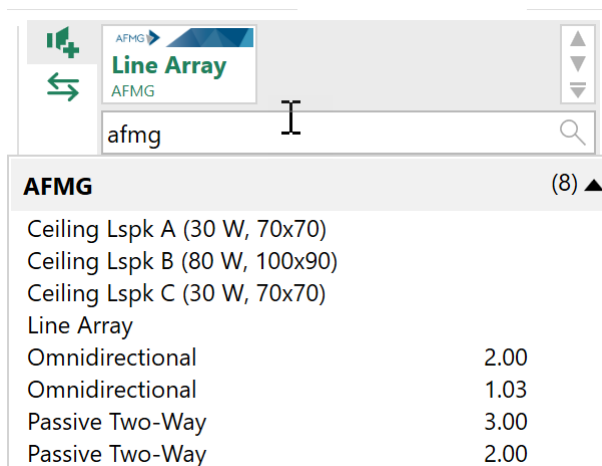 AFMG
Line Array
AFMG
afmg
AFMG (8)
Ceiling Lspk A (30 W, 70x70)
Ceiling Lspk B (80 W, 100x90)
Ceiling Lspk C (30 W, 70x70)
Line Array
Omnidirectional 2.00
Omnidirectional 1.03
Passive Two-Way 3.00
Passive Two-Way 2.00